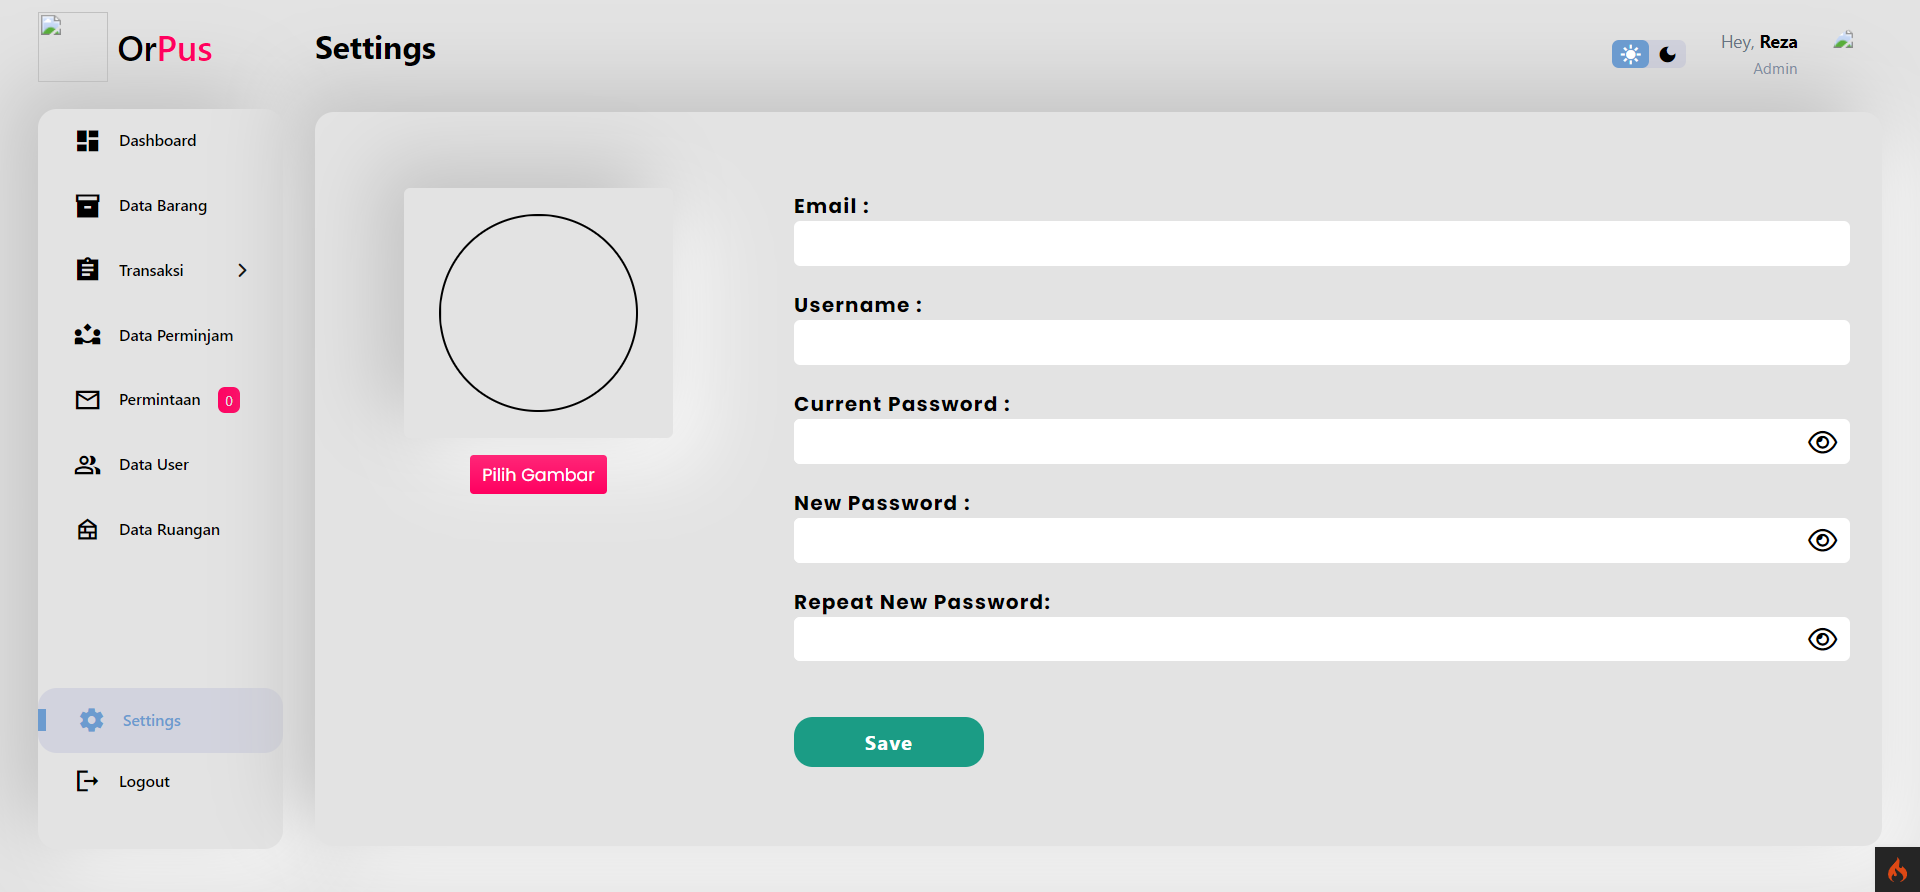 OrPus
Settings
Hey, Reza
Admin
Dashboard
Data Barang
Transaksi
Data Perminjam
Permintaan 0
Data User
Data Ruangan
Settings
Logout
Pilih Gambar
Email :
Username :
Current Password :
New Password :
Repeat New Password:
Save